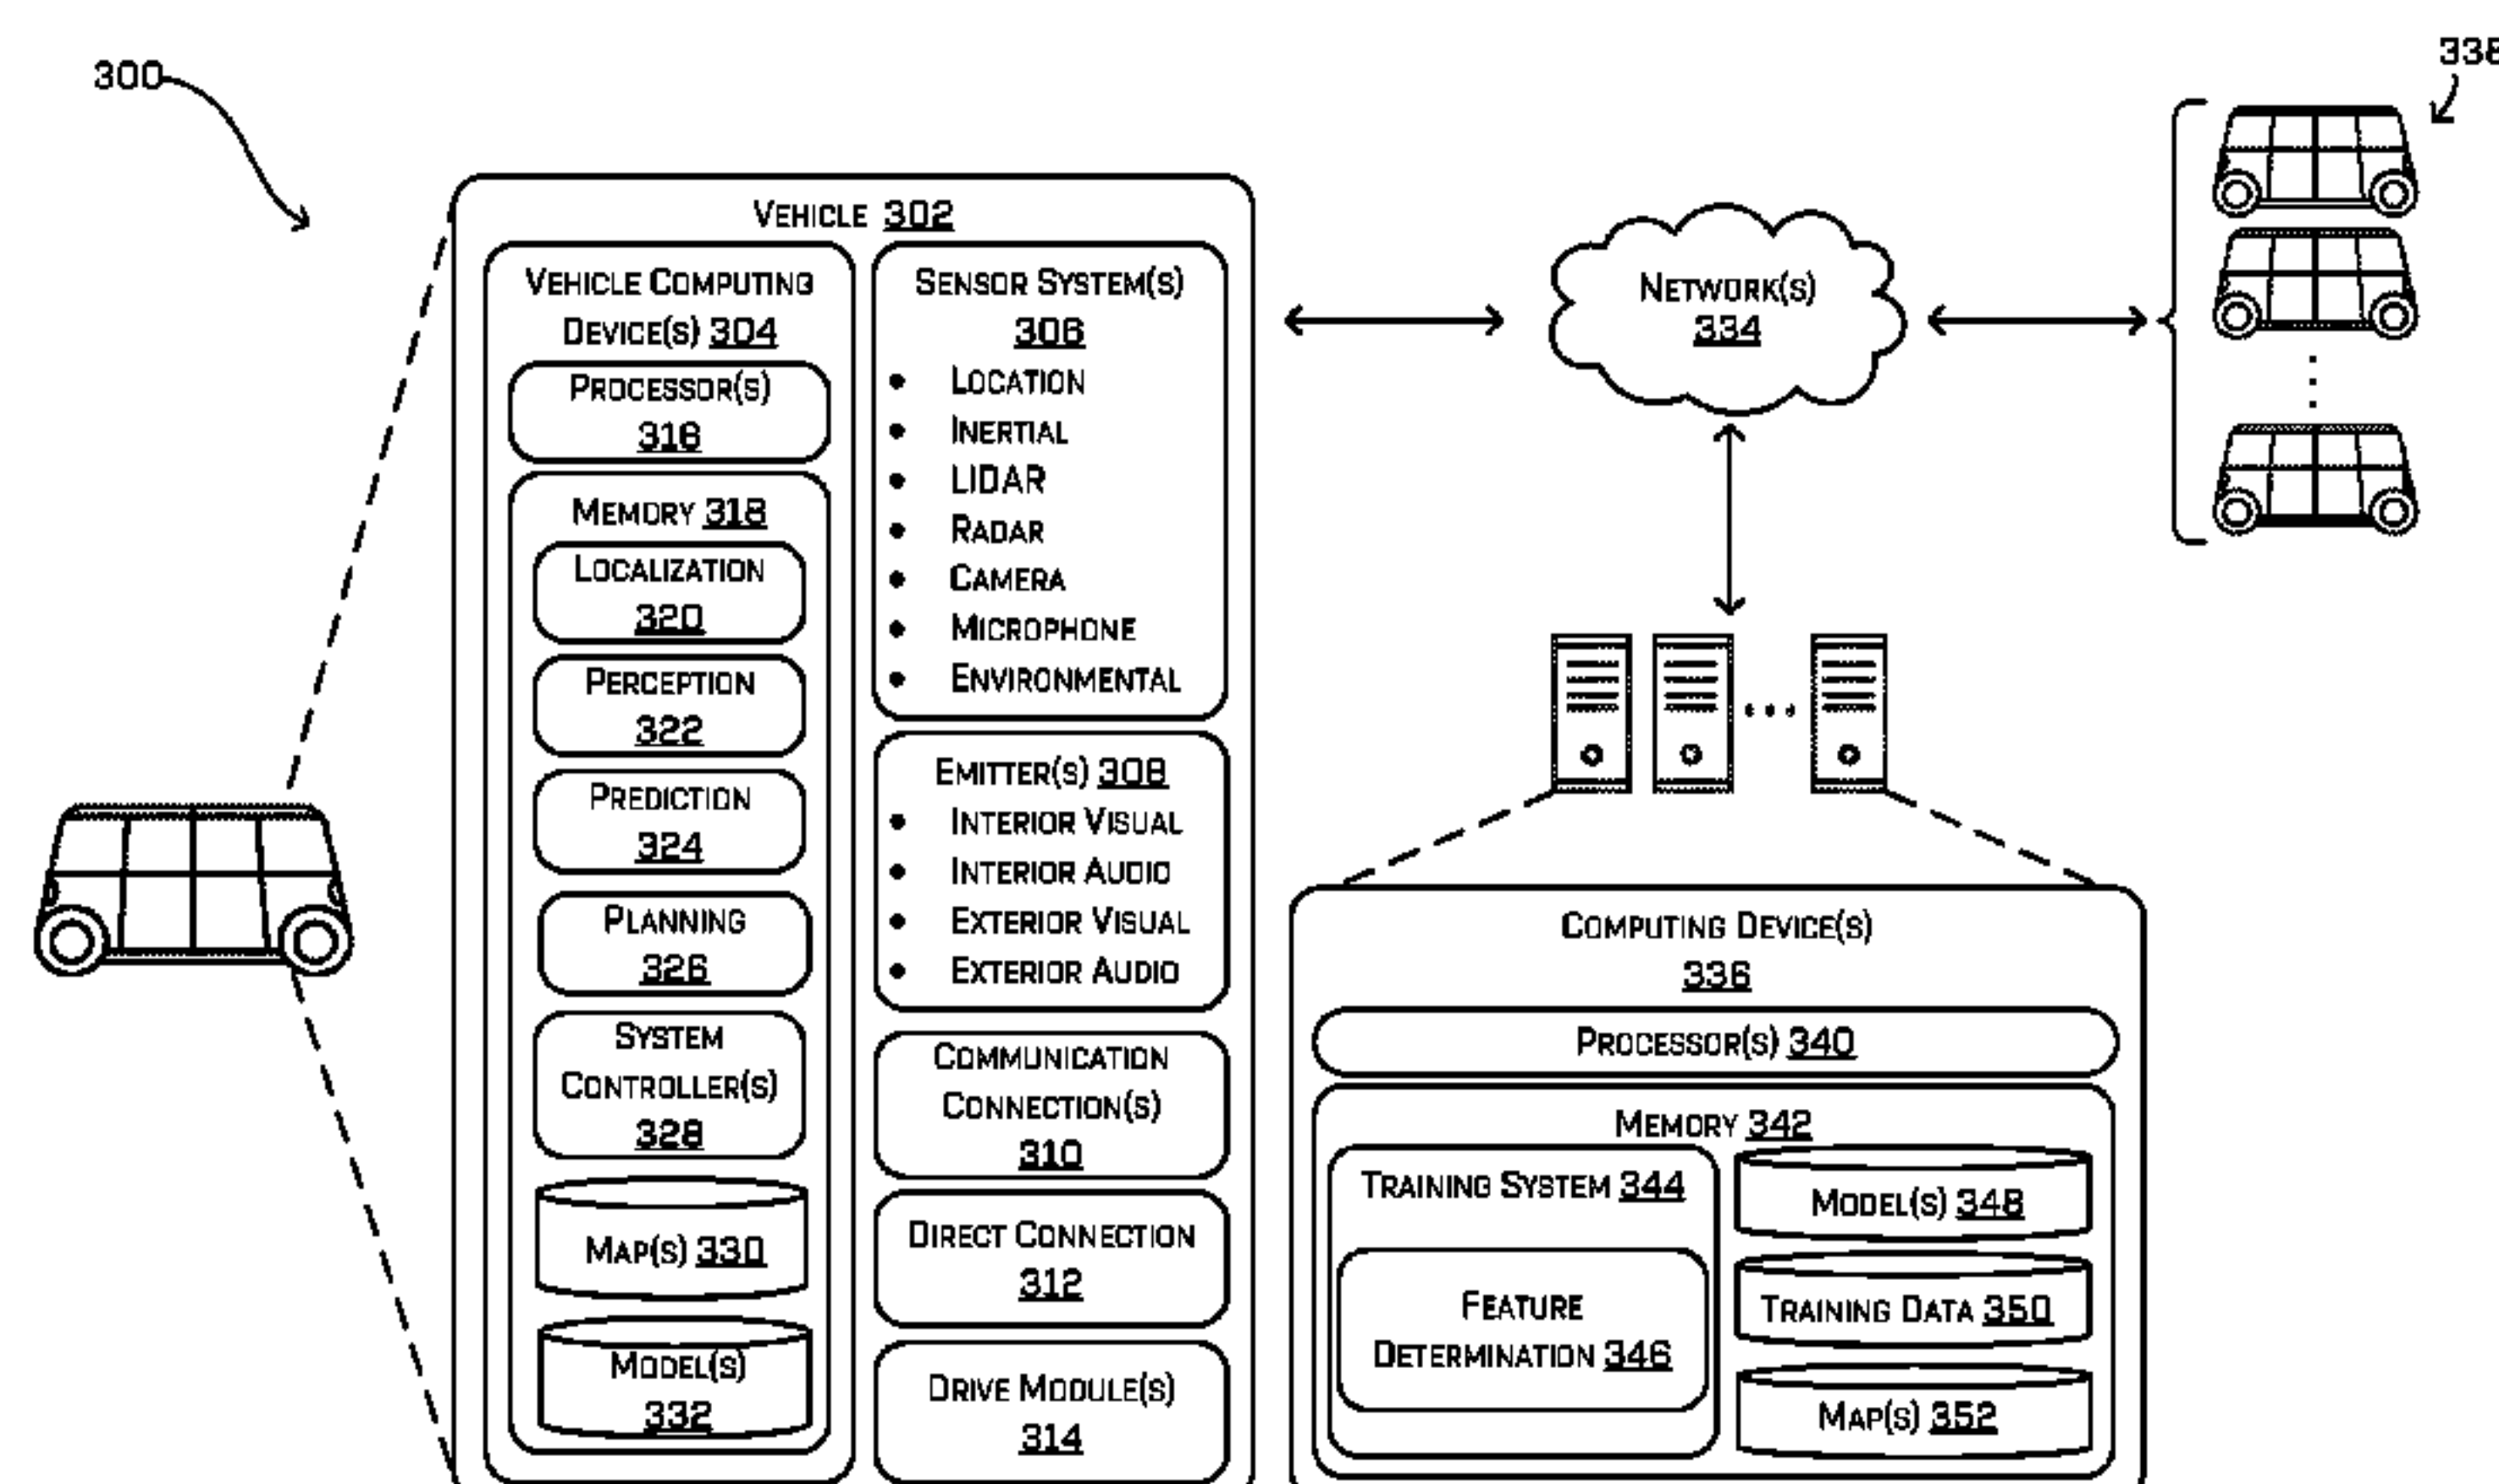 300
338
VEHICLE 302
VEHICLE COMPUTING
DEVICE(S) 304
PROCESSOR(S)
316
MEMORY 318
LOCALIZATION
320
PERCEPTION
322
PREDICTION
324
PLANNING
326
SYSTEM
CONTROLLER(S)
328
MAP(S) 330
MODEL(S)
332
SENSOR SYSTEM(S)
306
• LOCATION
• INERTIAL
• LIDAR
• RADAR
• CAMERA
• MICROPHONE
• ENVIRONMENTAL
EMITTER(S) 308
• INTERIOR VISUAL
• INTERIOR AUDIO
• EXTERIOR VISUAL
• EXTERIOR AUDIO
COMMUNICATION
CONNECTION(S)
310
DIRECT CONNECTION
312
DRIVE MODULE(S)
314
NETWORK(S)
334
COMPUTING DEVICE(S)
336
PROCESSOR(S) 340
MEMORY 342
TRAINING SYSTEM 344
FEATURE
DETERMINATION 346
MODEL(S) 348
TRAINING DATA 350
MAP(S) 352